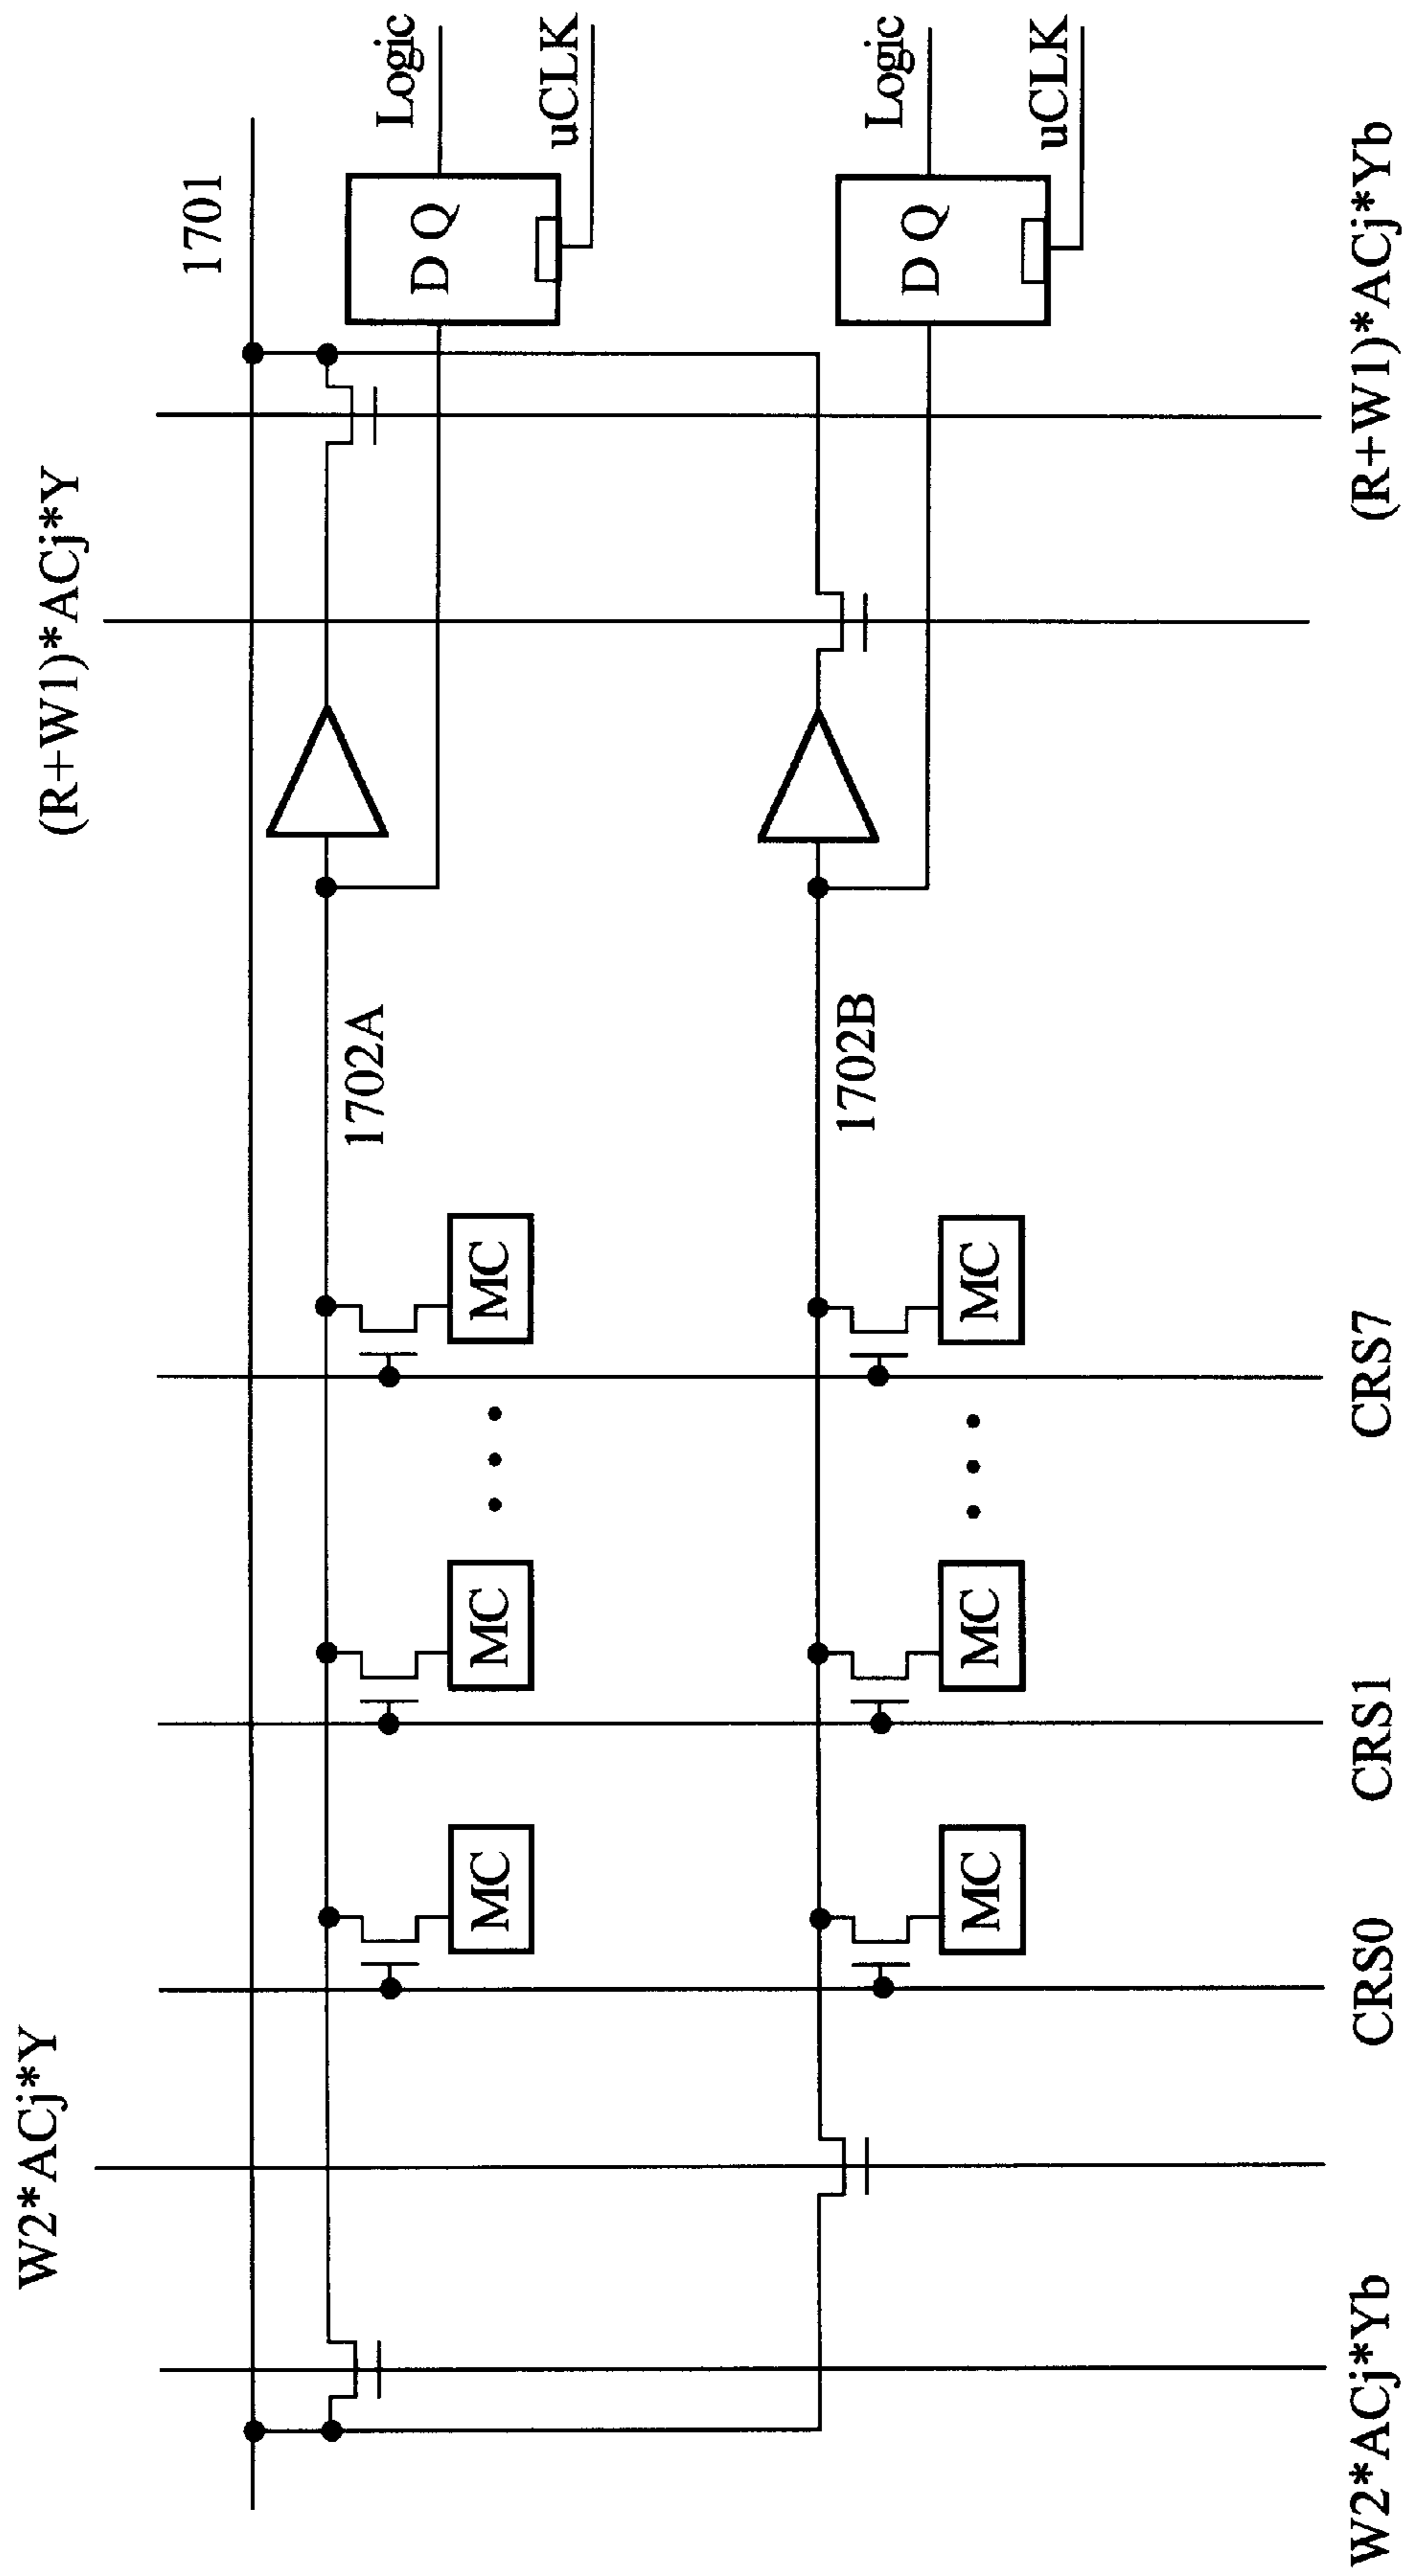 W2*ACj*Y
(R+W1)*ACj*Y
1701
Logic
D Q
uCLK
1702A
MC
MC
MC
1702B
Logic
D Q
uCLK
MC
MC
MC
W2*ACj*Yb
CRS0
CRS1
CRS7
(R+W1)*ACj*Yb